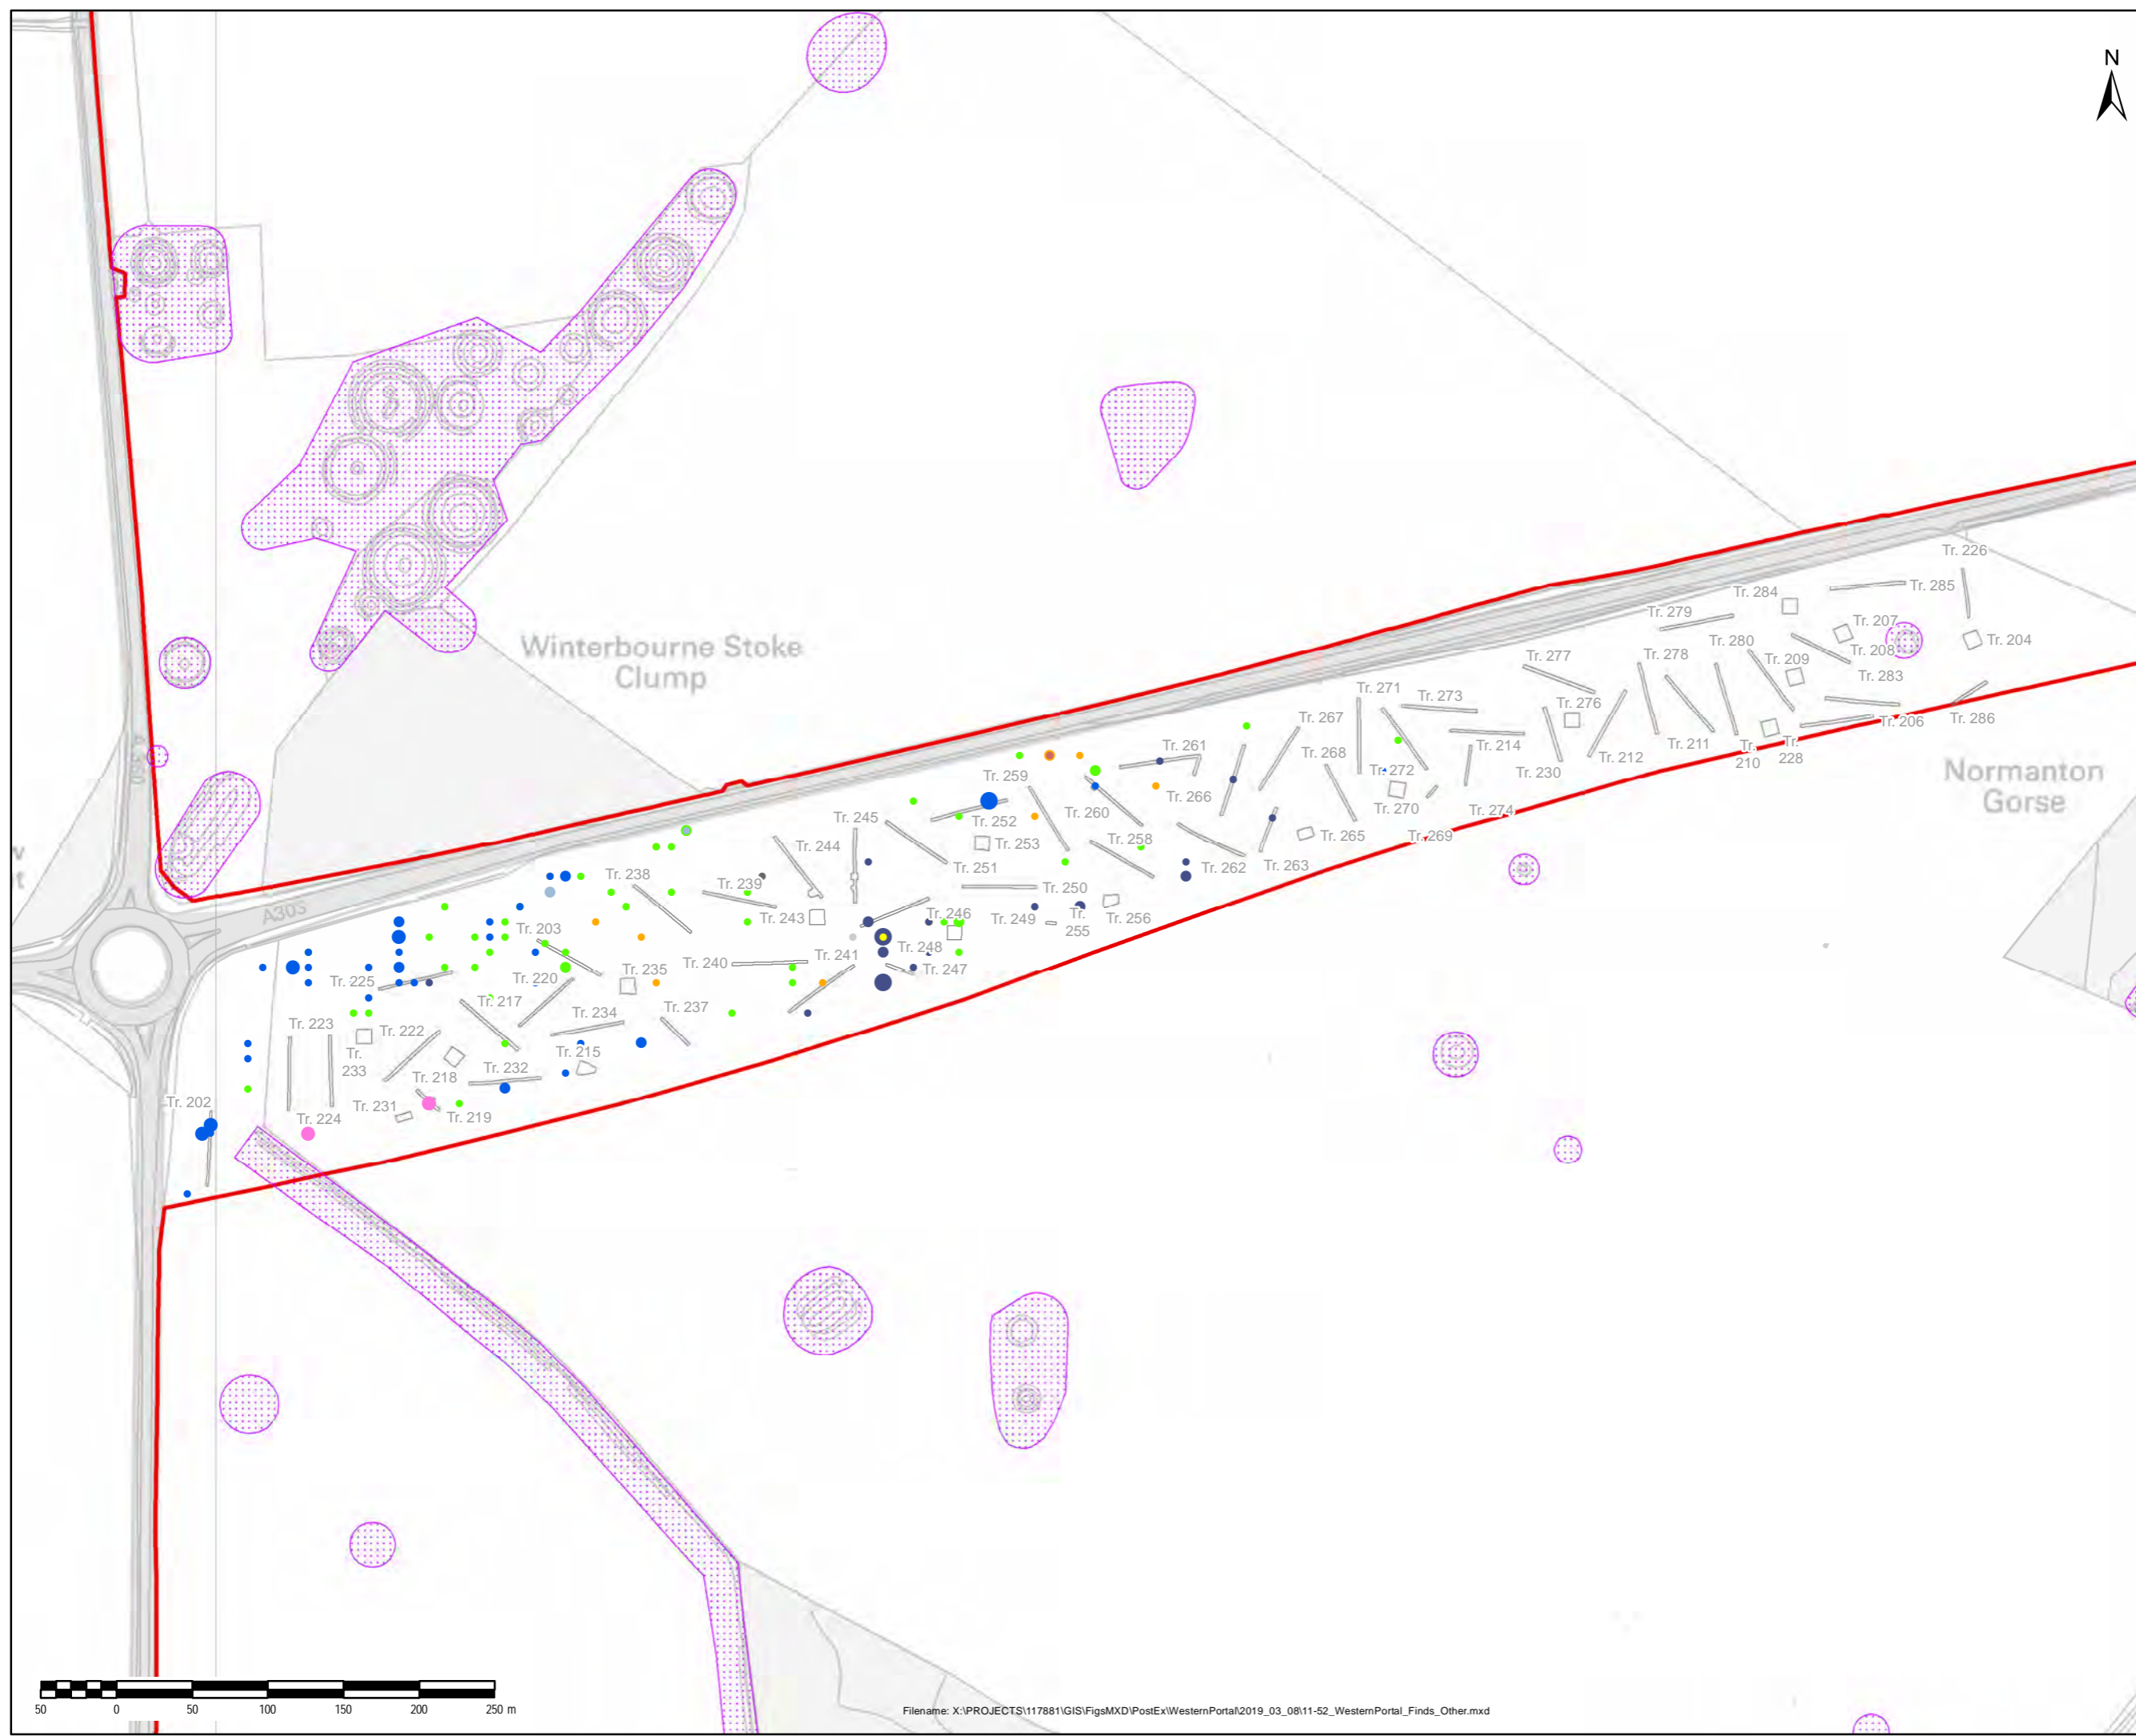 N
Winterbourne Stoke
Clump
Tr. 226
Tr. 285
Tr. 284
Tr. 279
Tr. 207
Tr. 204
Tr. 280
Tr. 208
Tr. 278
Tr. 209
Tr. 277
Tr. 283
Tr. 271
Tr. 273
Tr. 276
Tr. 267
Tr. 206
Tr. 286
Tr. 214
Tr. 268
Tr. 212
Tr. 211
Tr.
210
Tr.
228
Tr. 261
Tr. 272
Tr. 230
Normanton
Gorse
Tr. 259
Tr. 266
Tr. 270
Tr. 274
Tr. 245
Tr. 252
Tr. 260
Tr. 244
Tr. 253
Tr. 258
Tr. 265
Tr. 269
Tr. 251
Tr. 262
Tr. 263
Tr. 238
Tr. 239
Tr. 250
A303
Tr. 243
Tr. 246
Tr. 249
Tr.
255
Tr. 256
Tr. 203
Tr. 248
Tr. 241
Tr. 240
Tr. 247
Tr. 235
Tr. 225
Tr. 220
Tr. 217
Tr. 237
Tr. 234
Tr. 223
Tr. 222
Tr.
233
Tr. 215
Tr. 232
Tr. 218
Tr. 202
Tr. 231
Tr. 224
Tr. 219
50 0 50 100 150 200 250 m
Filename: X:\PROJECTS\117881\GIS\FigsMXD\PostEx\WesternPortal\2019_03_08\11-52_WesternPortal_Finds_Other.mxd